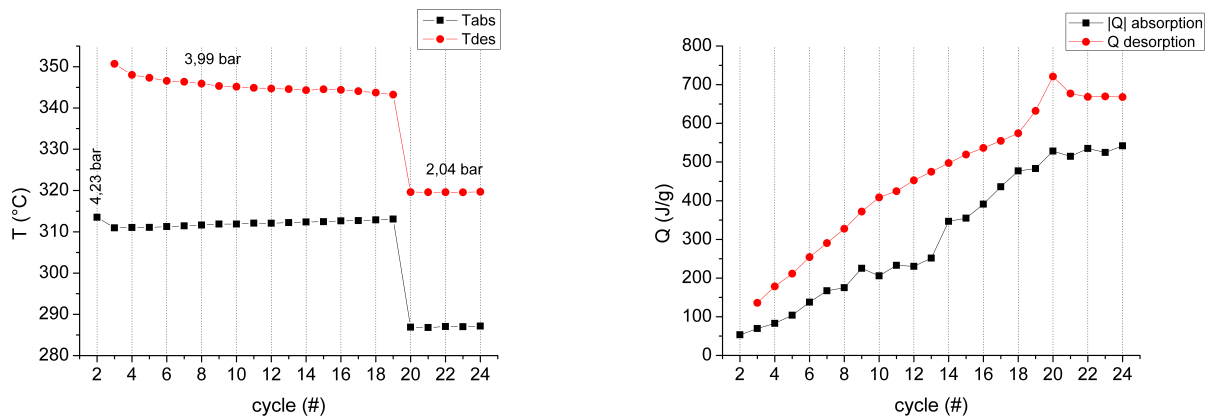 Tabs
Tdes
350
340
330
320
310
300
290
280
T (°C)
3,99 bar
4,23 bar
2,04 bar
2 4 6 8 10 12 14 16 18 20 22 24
cycle (#)
|Q| absorption
Q desorption
800
700
600
500
400
300
200
100
0
Q (J/g)
2 4 6 8 10 12 14 16 18 20 22 24
cycle (#)